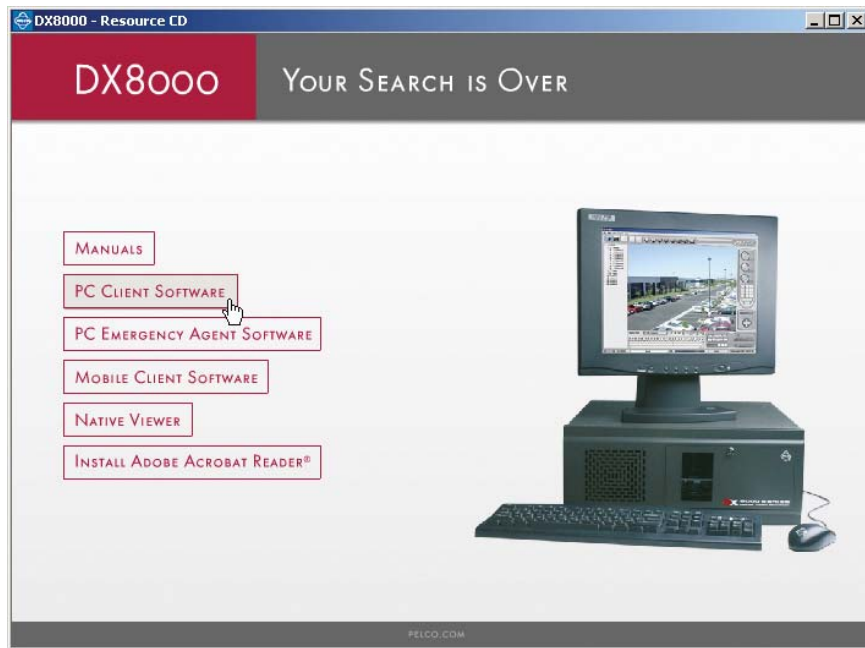 DX8000 - Resource CD
DX8000
YOUR SEARCH IS OVER
MANUALS
PC CLIENT SOFTWARE
PC EMERGENCY AGENT SOFTWARE
MOBILE CLIENT SOFTWARE
NATIVE VIEWER
INSTALL ADOBE ACROBAT READER®
PELCO.COM